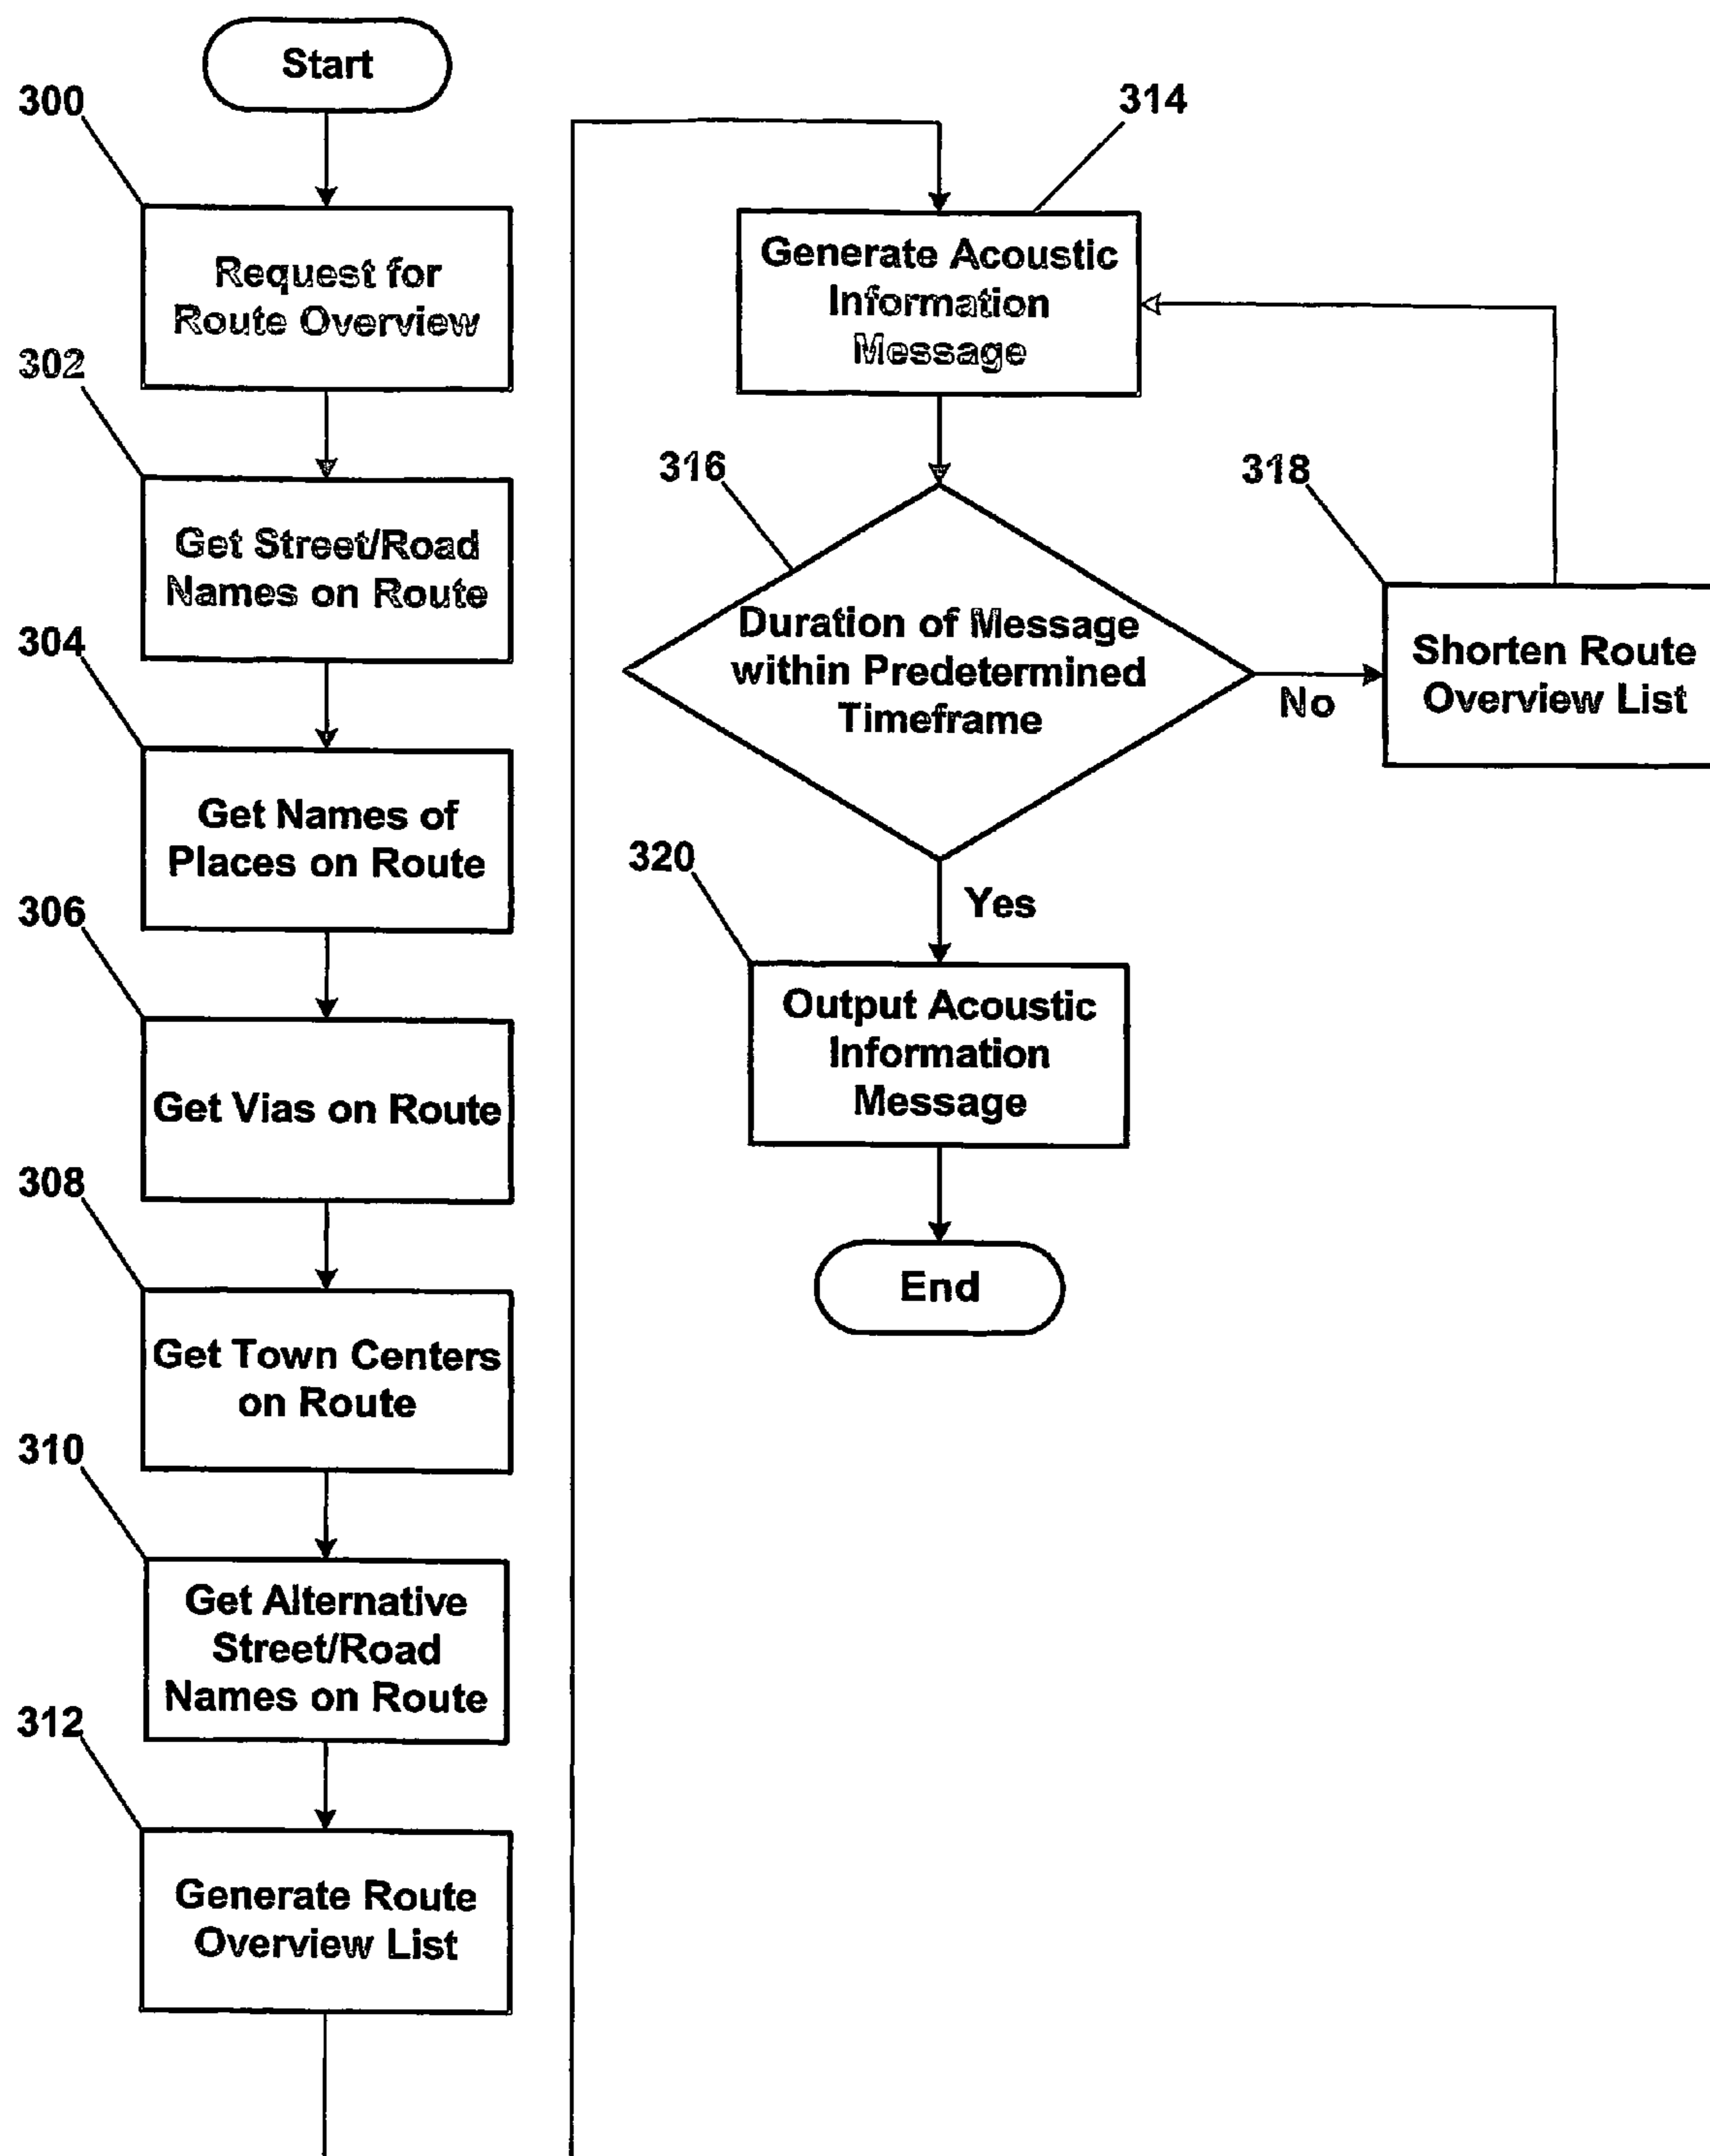 Start
300
Request for
Route Overview
302
Get Street/Road
Names on Route
304
Get Names of
Places on Route
306
Get Vias on Route
308
Get Town Centers
on Route
310
Get Alternative
Street/Road
Names on Route
312
Generate Route
Overview List
314
Generate Acoustic
Information
Message
316
Duration of Message
within Predetermined
Timeframe
No
318
Shorten Route
Overview List
Yes
320
Output Acoustic
Information
Message
End